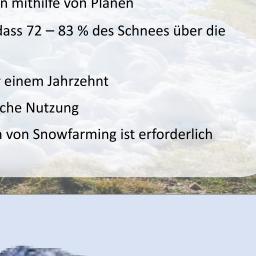 mithilfe von Planen
dass 72 – 83 % des Schnees über die
einem Jahrzehnt
che Nutzung
von Snowfarming ist erforderlich